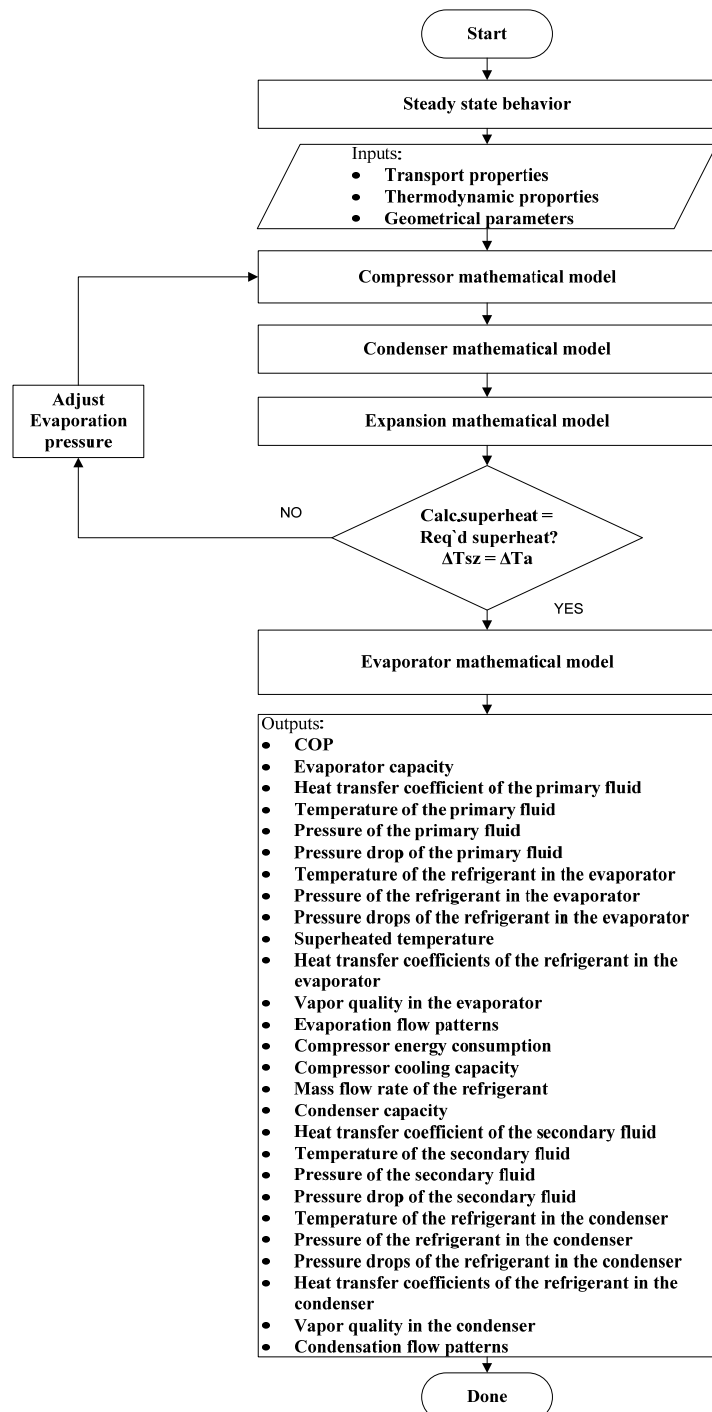 Start
Steady state behavior
Inputs:
● Transport properties
● Thermodynamic proporties
● Geometrical parameters
Compressor mathematical model
Condenser mathematical model
Adjust
Evaporation
pressure
Expansion mathematical model
NO
Calc.superheat =
Req`d superheat?
ΔTsz = ΔTa
YES
Evaporator mathematical model
Outputs:
● COP
● Evaporator capacity
● Heat transfer coefficient of the primary fluid
● Temperature of the primary fluid
● Pressure of the primary fluid
● Pressure drop of the primary fluid
● Temperature of the refrigerant in the evaporator
● Pressure of the refrigerant in the evaporator
● Pressure drops of the refrigerant in the evaporator
● Superheated temperature
● Heat transfer coefficients of the refrigerant in the
evaporator
● Vapor quality in the evaporator
● Evaporation flow patterns
● Compressor energy consumption
● Compressor cooling capacity
● Mass flow rate of the refrigerant
● Condenser capacity
● Heat transfer coefficient of the secondary fluid
● Temperature of the secondary fluid
● Pressure of the secondary fluid
● Pressure drop of the secondary fluid
● Temperature of the refrigerant in the condenser
● Pressure of the refrigerant in the condenser
● Pressure drops of the refrigerant in the condenser
● Heat transfer coefficients of the refrigerant in the
condenser
● Vapor quality in the condenser
● Condensation flow patterns
Done